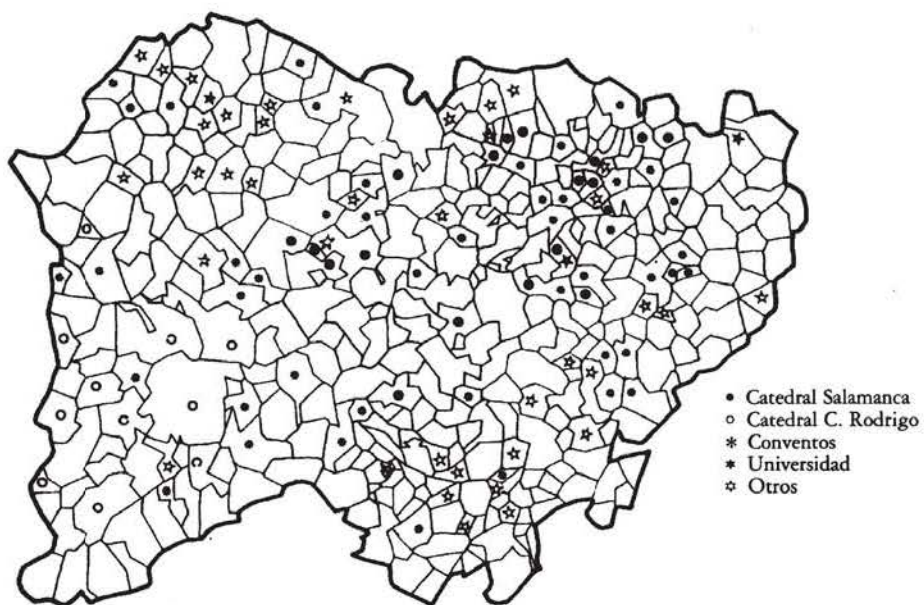 Catedral Salamanca
Catedral C. Rodrigo
Conventos
Universidad
Otros